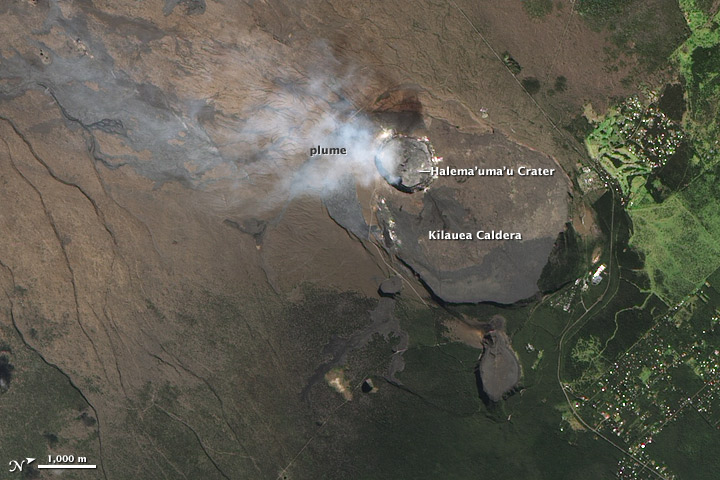 plume
Halema'uma'u Crater
Kilauea Caldera
N
1,000 m